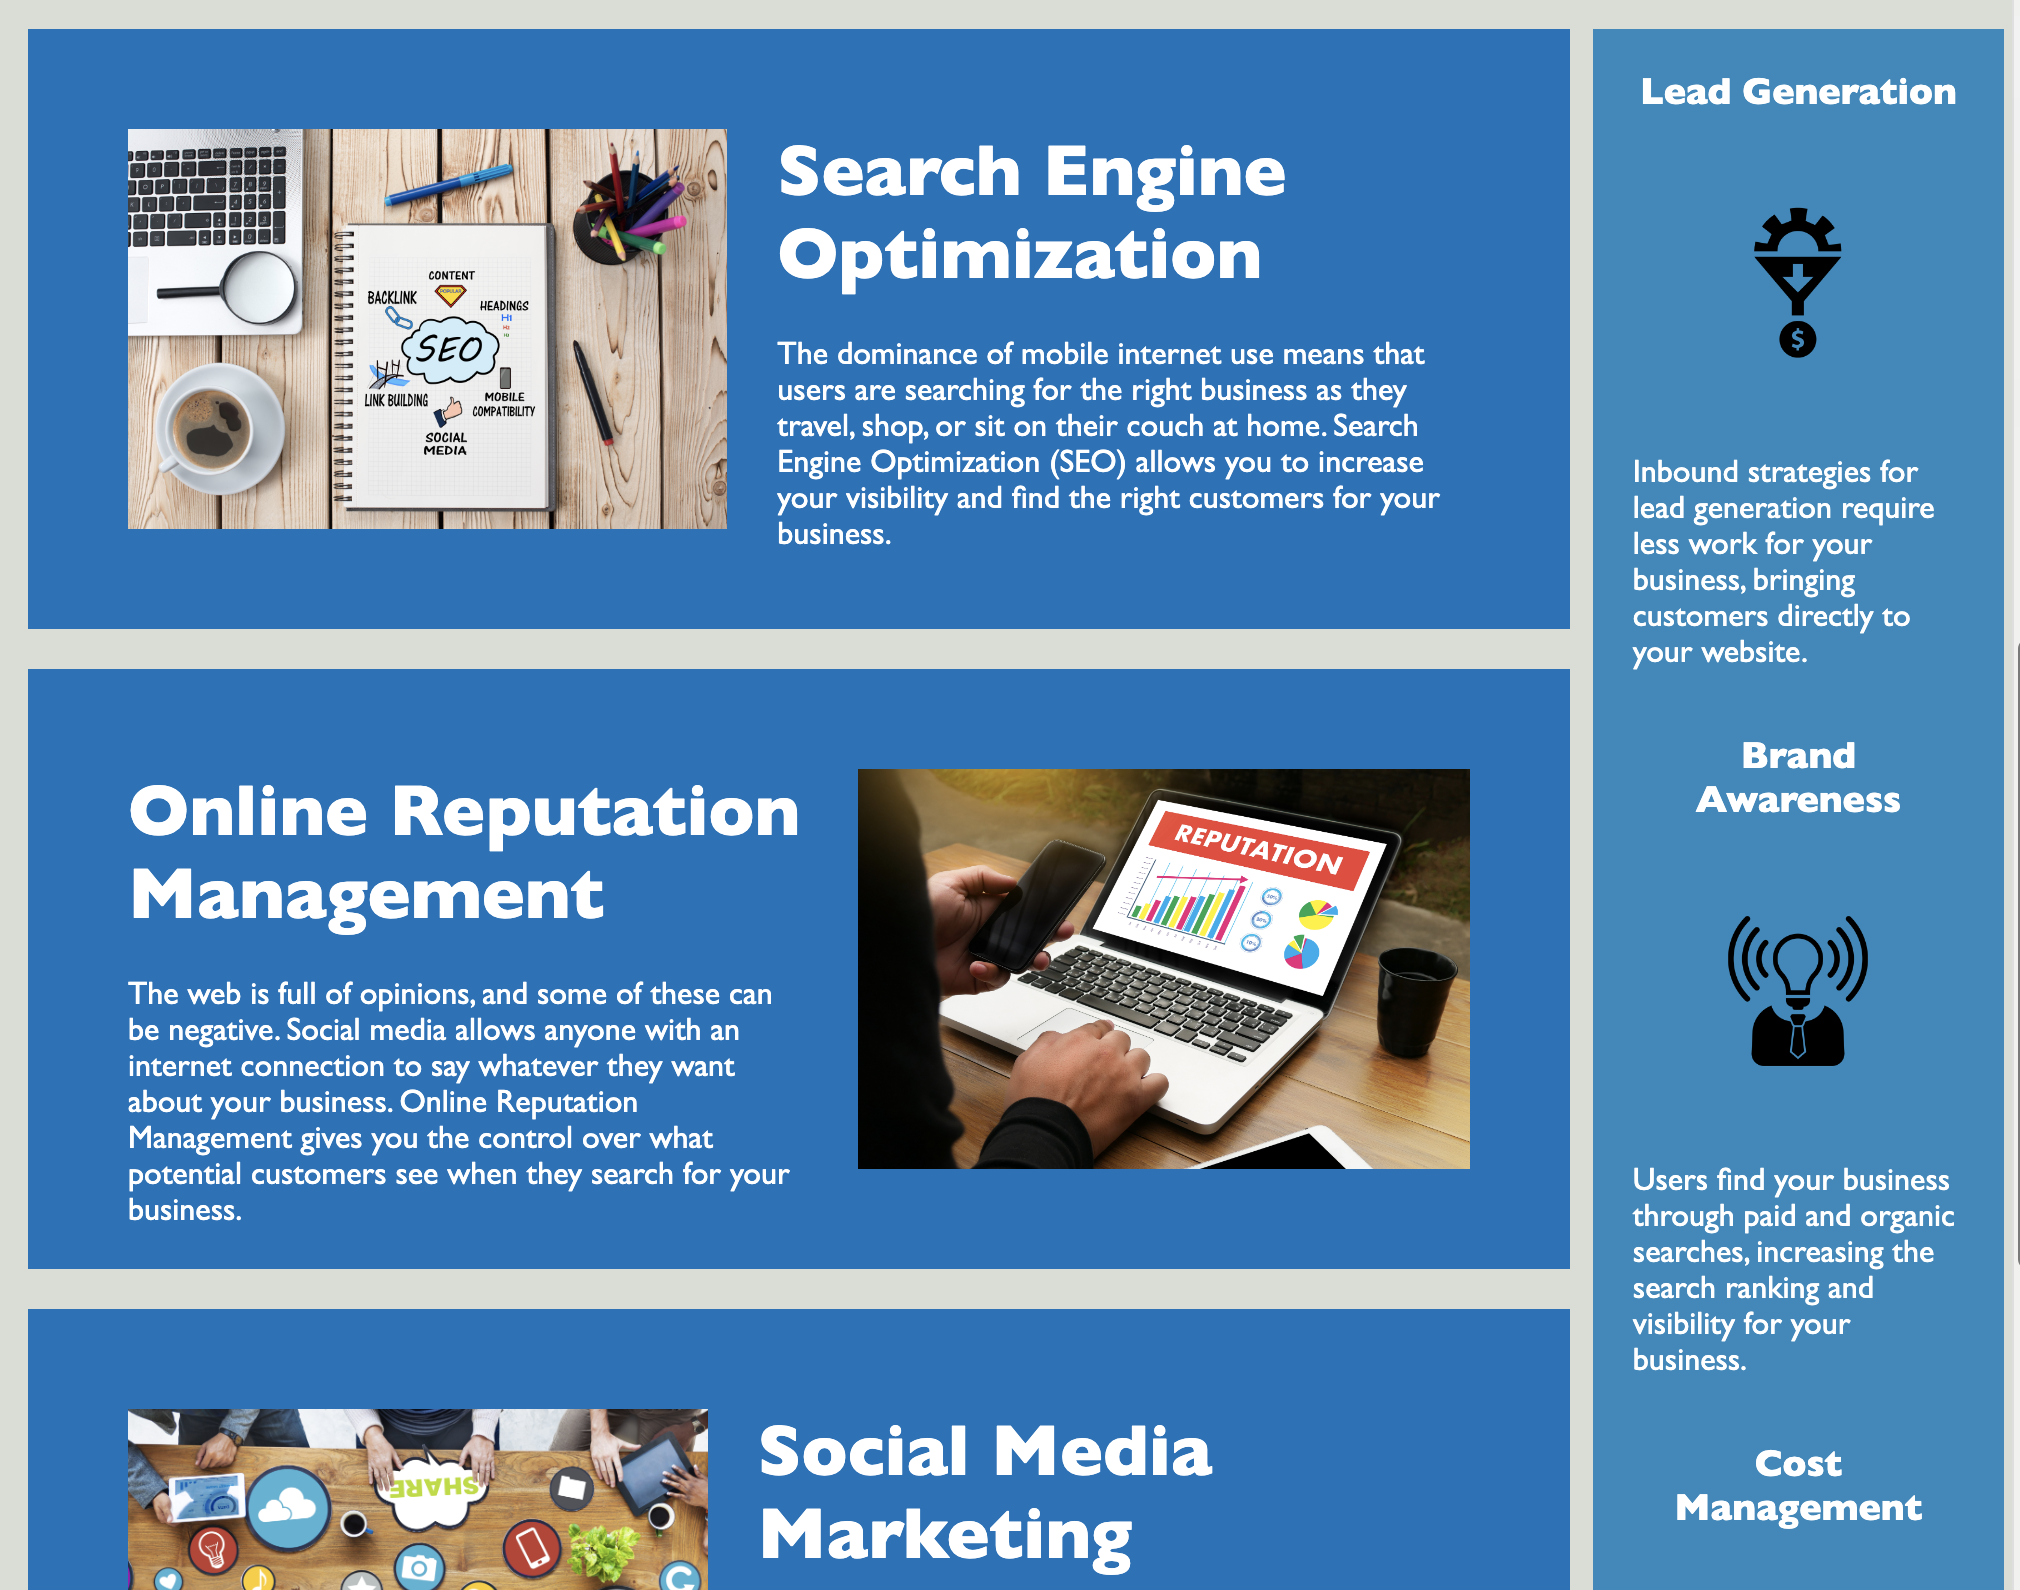 Search Engine
Optimization
The dominance of mobile internet use means that
users are searching for the right business as they
travel, shop, or sit on their couch at home. Search
Engine Optimization (SEO) allows you to increase
your visibility and find the right customers for your
business.
CONTENT
POPULAR
BACKLINK
HEADINGS
H1
H2
H3
SEO
LINK BUILDING
MOBILE
COMPATIBILITY
SOCIAL
MEDIA
Online Reputation
Management
The web is full of opinions, and some of these can
be negative. Social media allows anyone with an
internet connection to say whatever they want
about your business. Online Reputation
Management gives you the control over what
potential customers see when they search for your
business.
REPUTATION
Social Media
Marketing
SHARE
Lead Generation
$
Inbound strategies for
lead generation require
less work for your
business, bringing
customers directly to
your website.
Brand
Awareness
Users find your business
through paid and organic
searches, increasing the
search ranking and
visibility for your
business.
Cost
Management